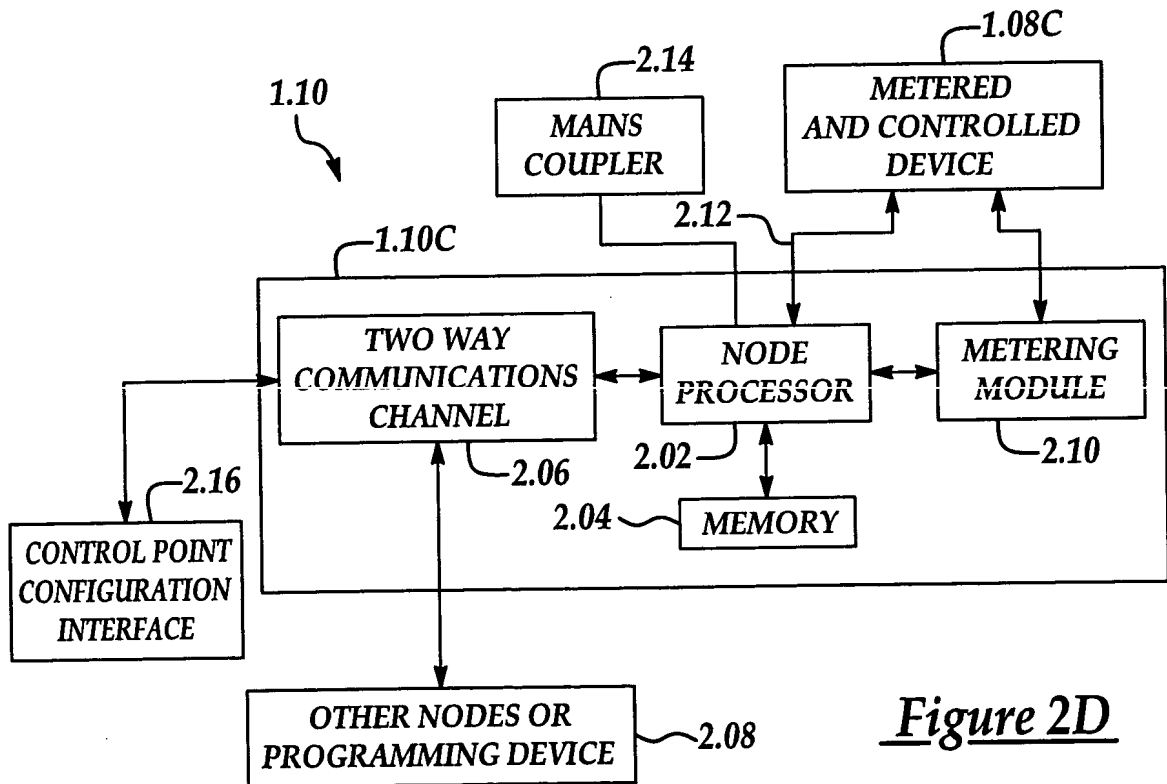 1.10
2.14
MAINS
COUPLER
1.08C
METERED
AND CONTROLLED
DEVICE
2.12
1.10C
TWO WAY
COMMUNICATIONS
CHANNEL
2.06
NODE
PROCESSOR
2.02
METERING
MODULE
2.10
2.04
MEMORY
2.16
CONTROL POINT
CONFIGURATION
INTERFACE
OTHER NODES OR
PROGRAMMING DEVICE
2.08
Figure 2D